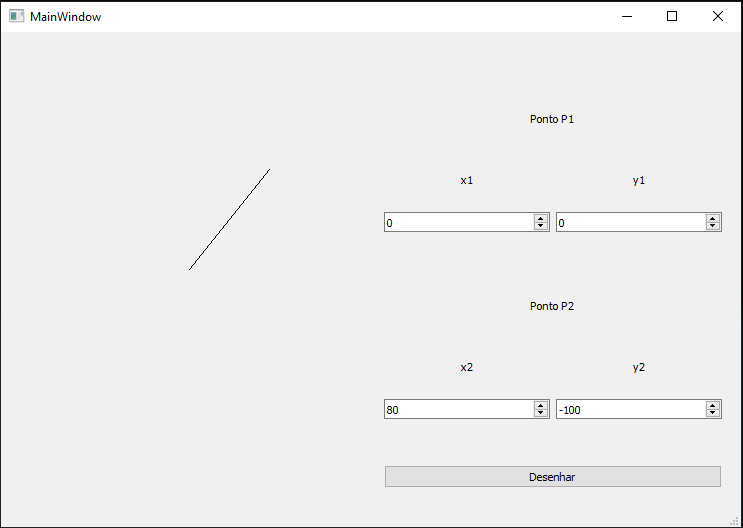 MainWindow
Ponto P1
x1 y1
0 0
Ponto P2
x2 y2
80 -100
Desenhar